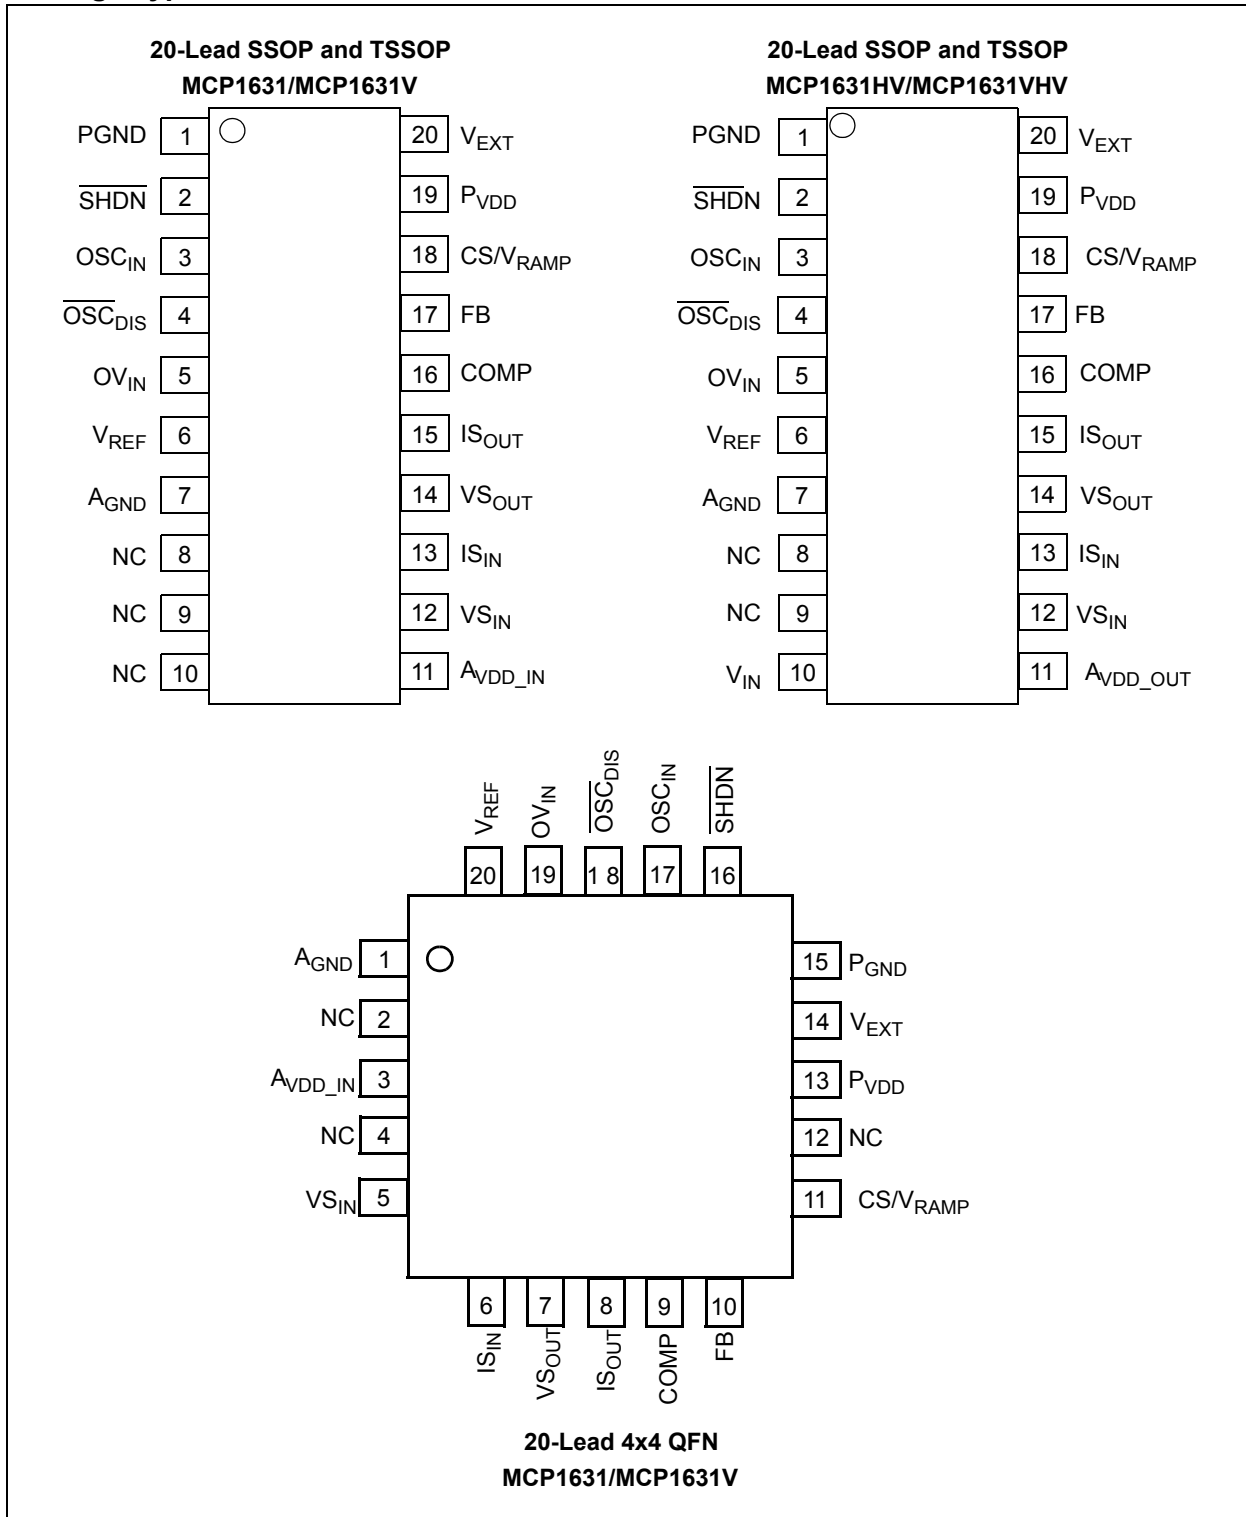 20-Lead SSOP and TSSOP
MCP1631/MCP1631V
PGND 1 20 VEXT
SHDN 2 19 PVDD
OSCIN 3 18 CS/VRAMP
OSCDIS 4 17 FB
OVIN 5 16 COMP
VREF 6 15 ISOUT
AGND 7 14 VSOUT
NC 8 13 ISIN
NC 9 12 VSIN
NC 10 11 AVDD_IN
20-Lead SSOP and TSSOP
MCP1631HV/MCP1631VHV
PGND 1 20 VEXT
SHDN 2 19 PVDD
OSCIN 3 18 CS/VRAMP
OSCDIS 4 17 FB
OVIN 5 16 COMP
VREF 6 15 ISOUT
AGND 7 14 VSOUT
NC 8 13 ISIN
NC 9 12 VSIN
VIN 10 11 AVDD_OUT
VREF OVIN OSCDIS OSCIN SHDN
20 19 1 8 17 16
AGND 1 15 PGND
NC 2 14 VEXT
AVDD_IN 3 13 PVDD
NC 4 12 NC
VSIN 5 11 CS/VRAMP
6 7 8 9 10
ISIN VSOUT ISOUT COMP FB
20-Lead 4x4 QFN
MCP1631/MCP1631V